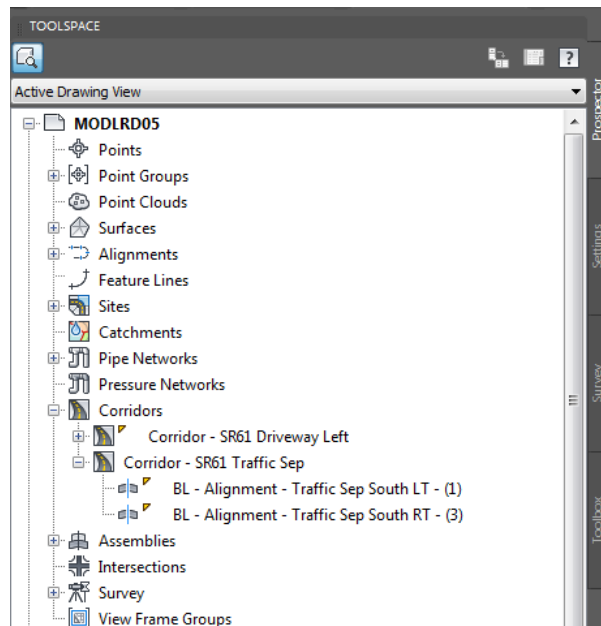 TOOLSPACE
?
Active Drawing View
MODLRD05
Points
Point Groups
Point Clouds
Surfaces
Alignments
Feature Lines
Sites
Catchments
Pipe Networks
Pressure Networks
Corridors
Corridor - SR61 Driveway Left
Corridor - SR61 Traffic Sep
BL - Alignment - Traffic Sep South LT - (1)
BL - Alignment - Traffic Sep South RT - (3)
Assemblies
Intersections
Survey
View Frame Groups
Prospector
Settings
Survey
Toolbox